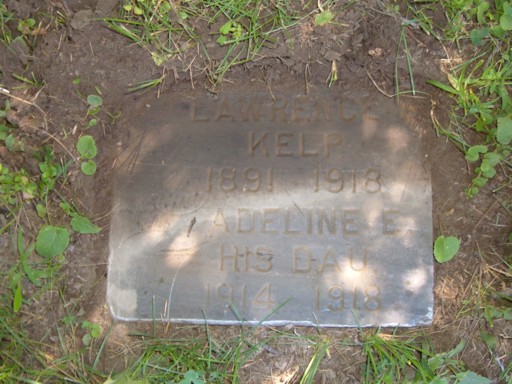 LAWRENCE
KELP
1891 1918
ADELINE E.
HIS DAU
1914 1918